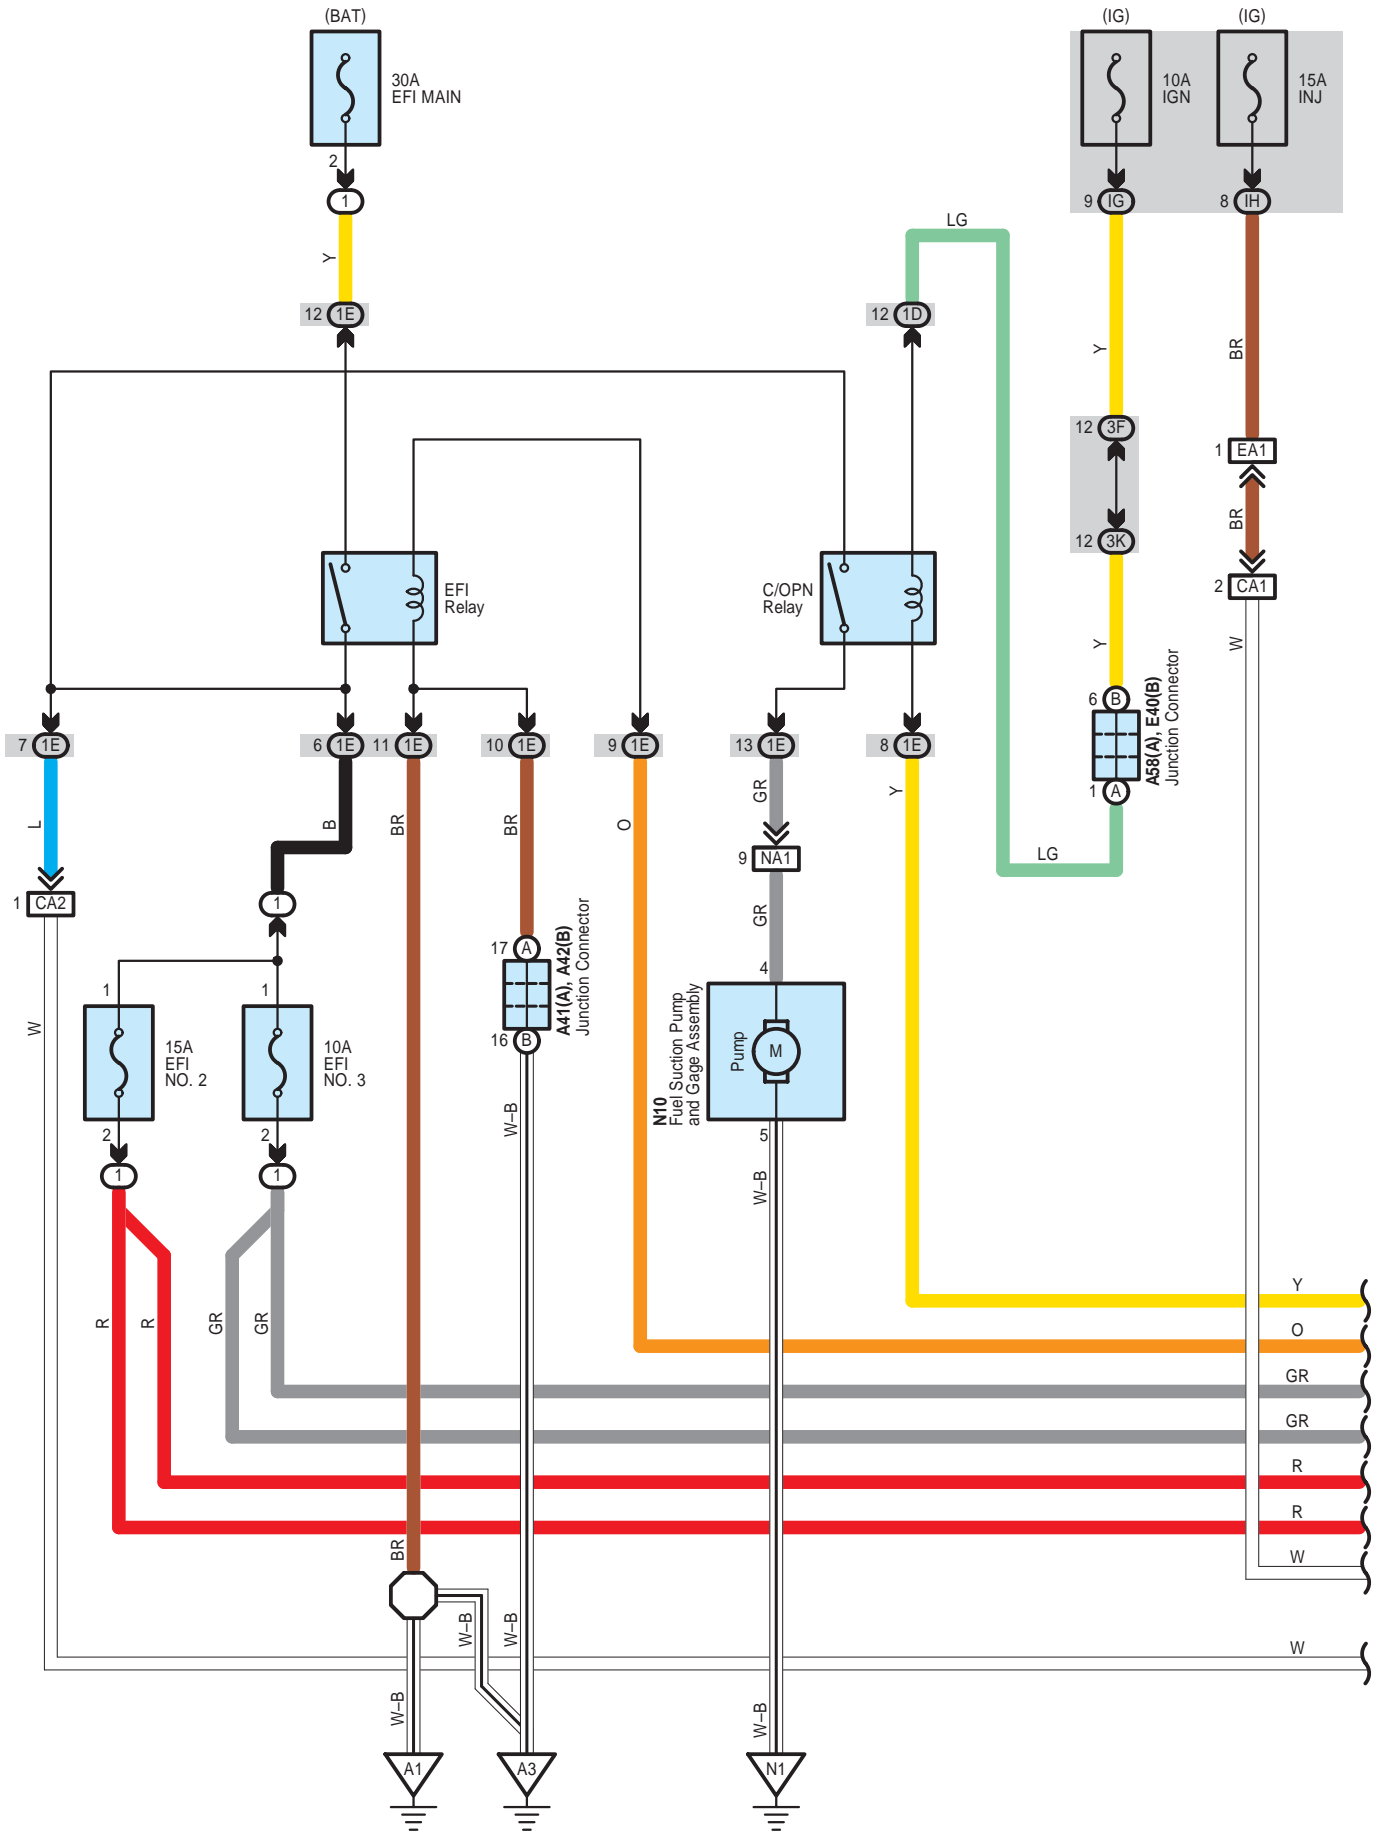 (BAT)
(IG)
(IG)
30A
EFI MAIN
10A
IGN
15A
INJ
2
1
9 IG
8 IH
LG
Y
12 1E
12 1D
Y
BR
12 3F
1 EA1
BR
12 3K
2 CA1
EFI
Relay
C/OPN
Relay
Y
W
6 B
A58(A), E40(B)
Junction Connector
1 A
7 1E
6 1E
11 1E
10 1E
9 1E
13 1E
8 1E
L
B
BR
BR
O
GR
Y
9 NA1
LG
1 CA2
1
GR
17 A
A41(A), A42(B)
Junction Connector
16 B
4
1
1
W
15A
EFI
NO. 2
10A
EFI
NO. 3
N10
Fuel Suction Pump
and Gage Assembly
Pump
M
5
2
2
1
1
W–B
W–B
R
R
GR
GR
Y
O
GR
GR
R
R
W
BR
W–B
W–B
W
W–B
W–B
A1
A3
N1